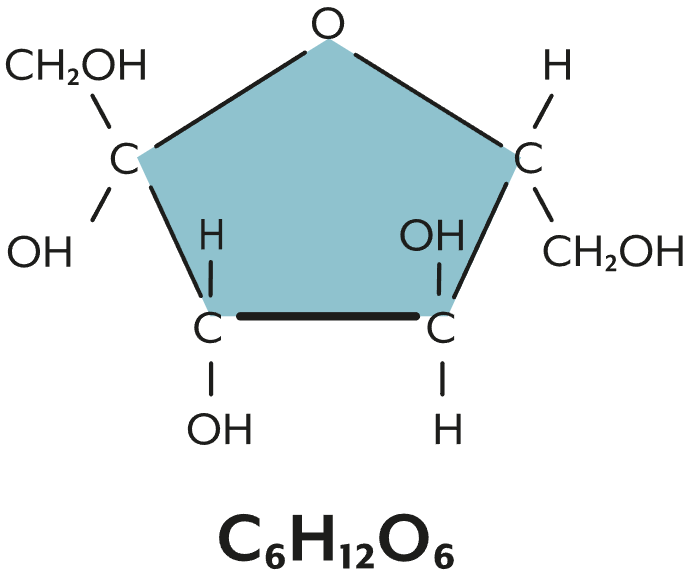 O
CH₂OH H
C C
OH H OH CH₂OH
C C
OH H
C₆H₁₂O₆